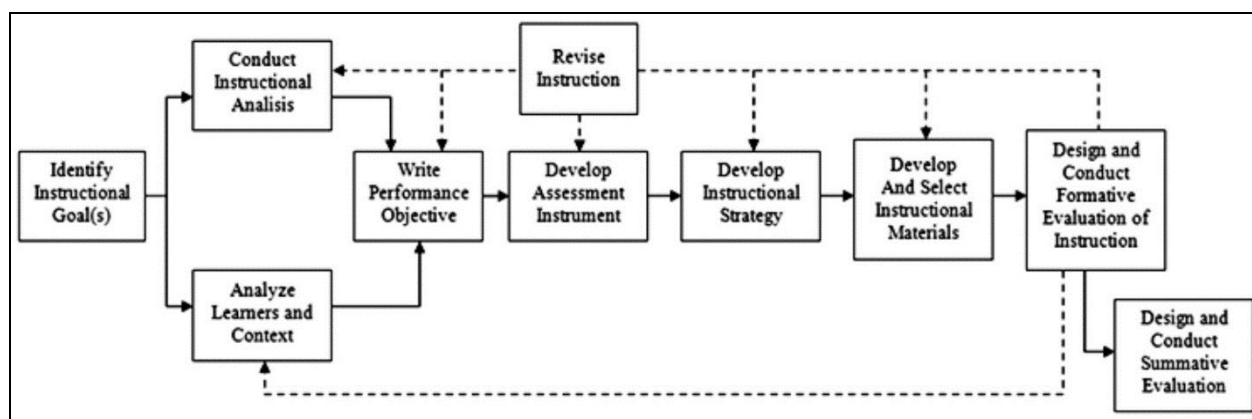 Conduct
Instructional
Analisis
Revise
Instruction
Identify
Instructional
Goal(s)
Write
Performance
Objective
Develop
Assessment
Instrument
Develop
Instructional
Strategy
Develop
And Select
Instructional
Materials
Design and
Conduct
Formative
Evaluation of
Instruction
Analyze
Learners and
Context
Design and
Conduct
Summative
Evaluation